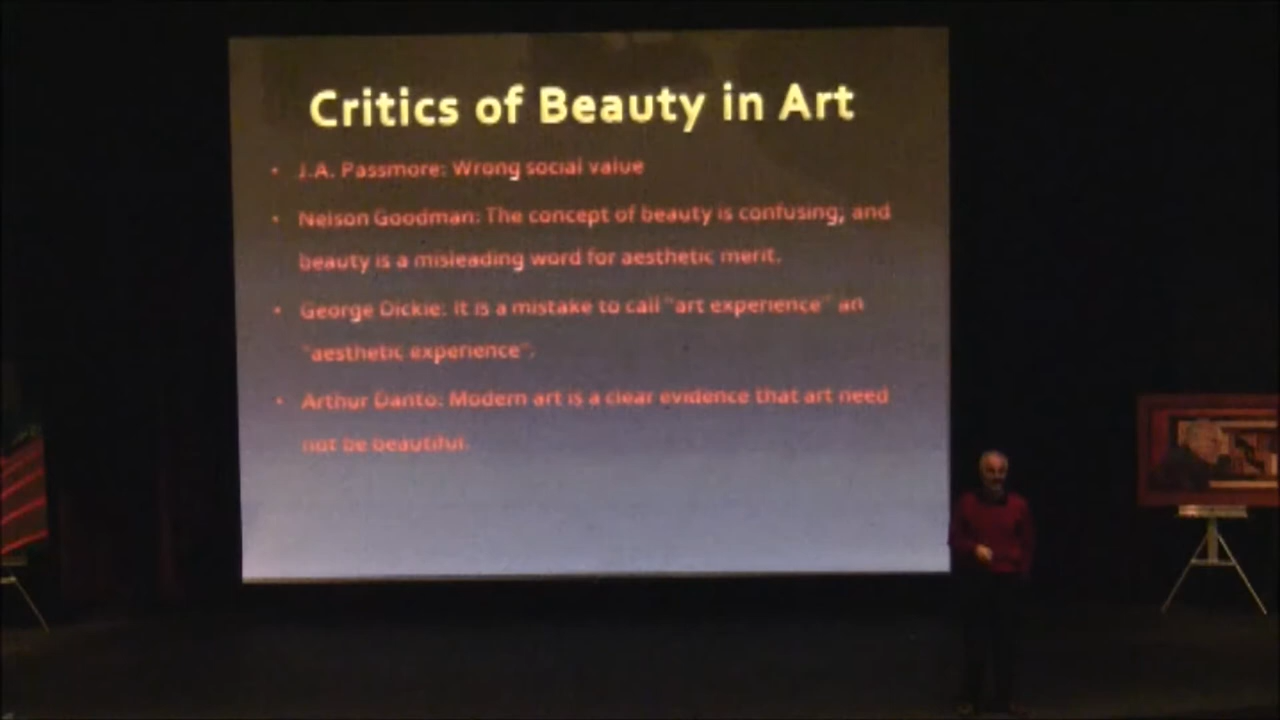 Critics of Beauty in Art
• J.A. Passmore: Wrong social value
• Nelson Goodman: The concept of beauty is confusing; and
beauty is a misleading word for aesthetic merit.
• George Dickie: It is a mistake to call "art experience" an
"aesthetic experience".
• Arthur Danto: Modern art is a clear evidence that art need
not be beautiful.